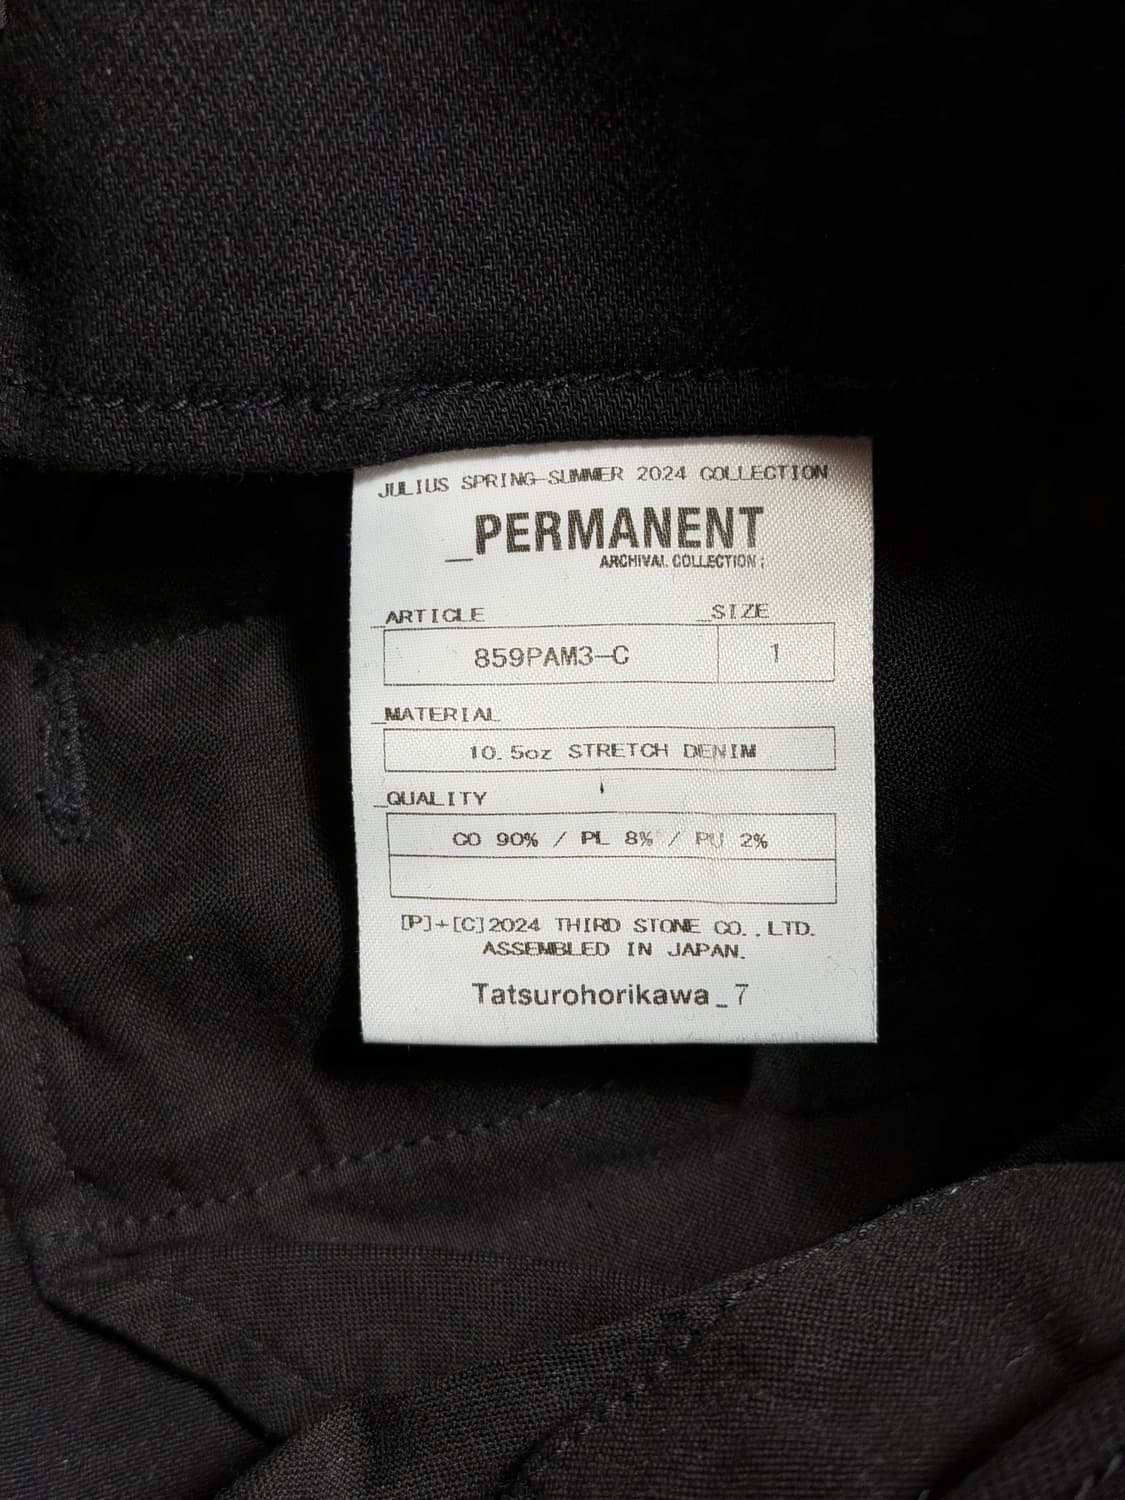 JULIUS SPRING-SUMMER 2024 COLLECTION
_PERMANENT
ARCHIVAL COLLECTION;
_ARTICLE _SIZE
859PAM3-C 1
_MATERIAL
10.5oz STRETCH DENIM
_QUALITY
CO 90% / PL 8% / PU 2%
[P]+[C]2024 THIRD STONE CO.,LTD.
ASSEMBLED IN JAPAN.
Tatsurohorikawa_7